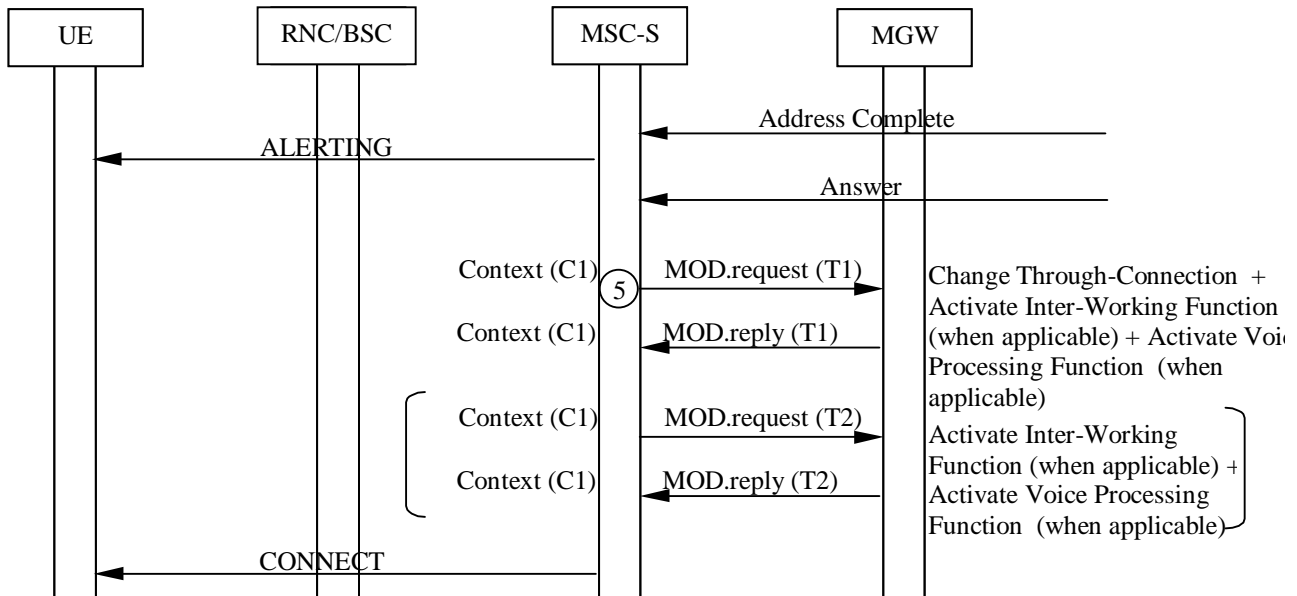 UE
RNC/BSC
MSC-S
MGW
Address Complete
ALERTING
Answer
Context (C1)
5
MOD.request (T1)
Change Through-Connection +
Activate Inter-Working Function
(when applicable) + Activate Voi
Processing Function (when
applicable)
Context (C1)
MOD.reply (T1)
Context (C1)
MOD.request (T2)
Activate Inter-Working
Function (when applicable) +
Activate Voice Processing
Function (when applicable)
Context (C1)
MOD.reply (T2)
CONNECT